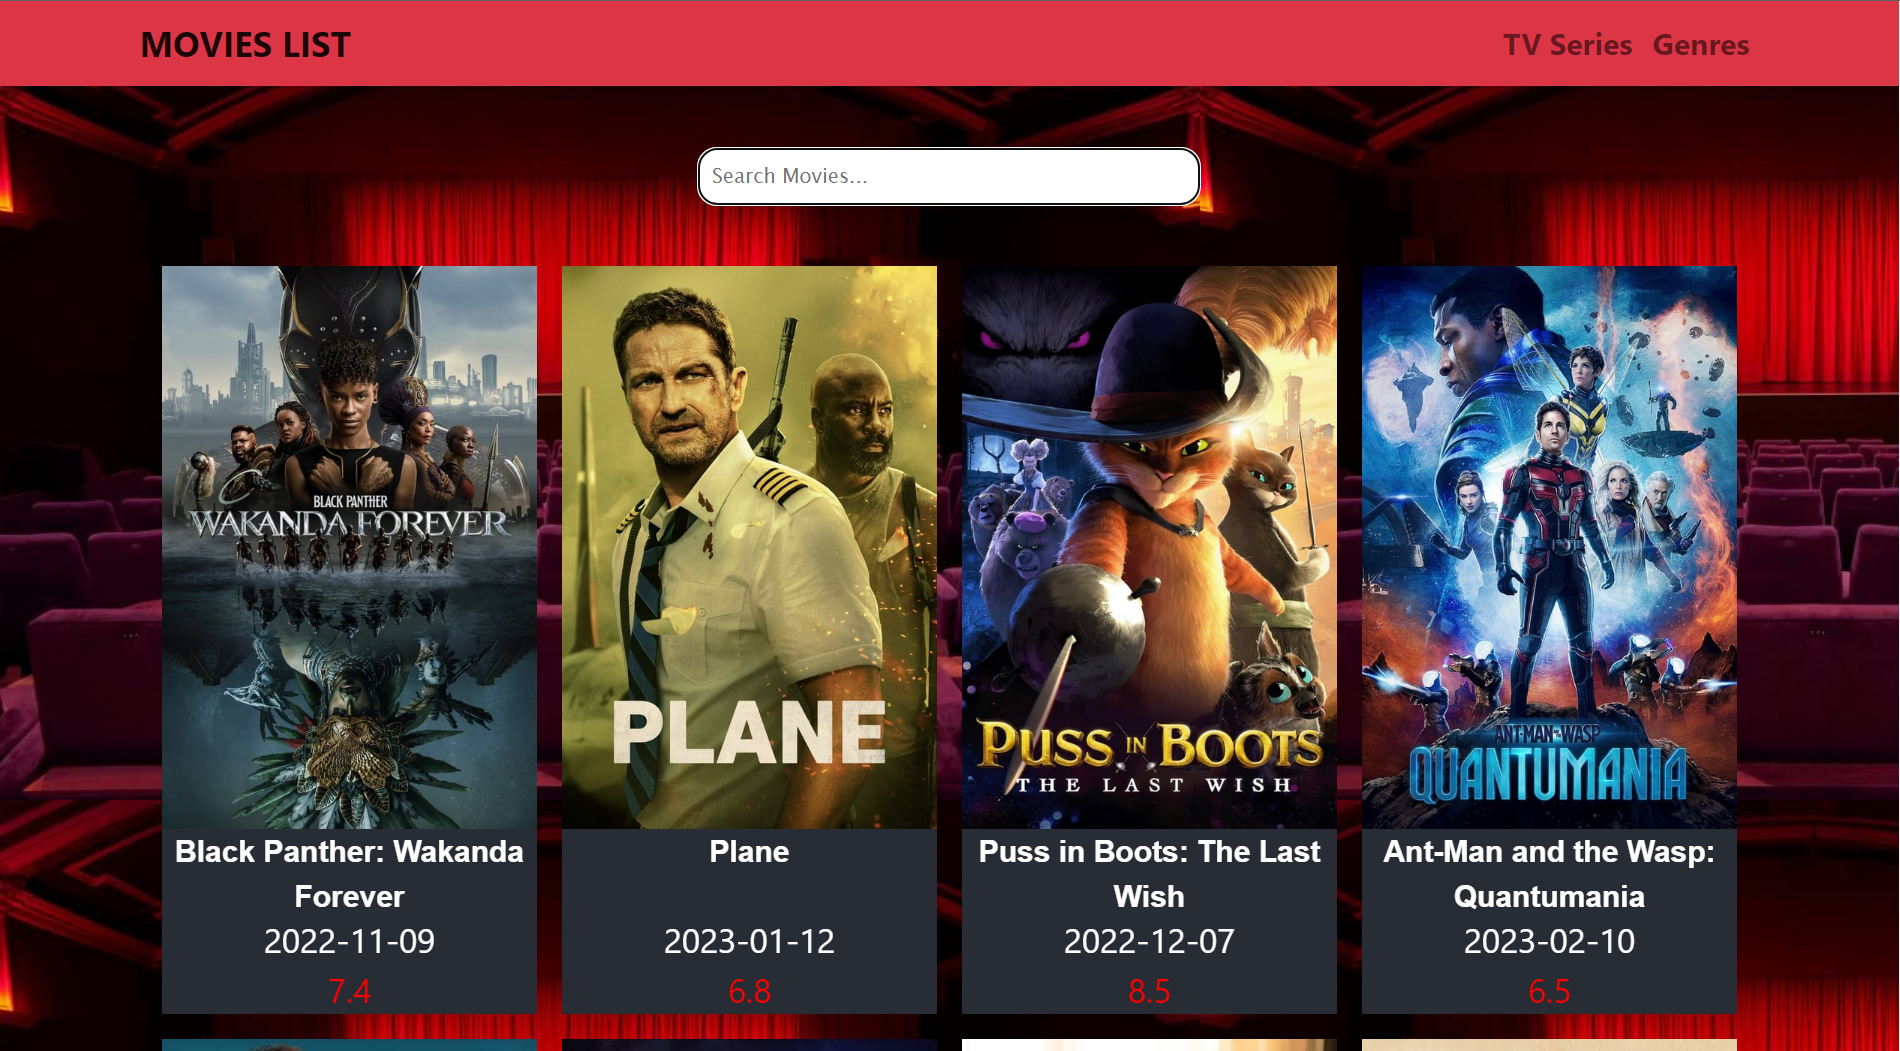 MOVIES LIST
TV Series Genres
Search Movies...
BLACK PANTHER
WAKANDA FOREVER
PLANE
PUSS IN BOOTS
THE LAST WISH
ANT-MAN AND THE WASP
QUANTUMANIA
Black Panther: Wakanda
Forever
2022-11-09
7.4
Plane
2023-01-12
6.8
Puss in Boots: The Last
Wish
2022-12-07
8.5
Ant-Man and the Wasp:
Quantumania
2023-02-10
6.5